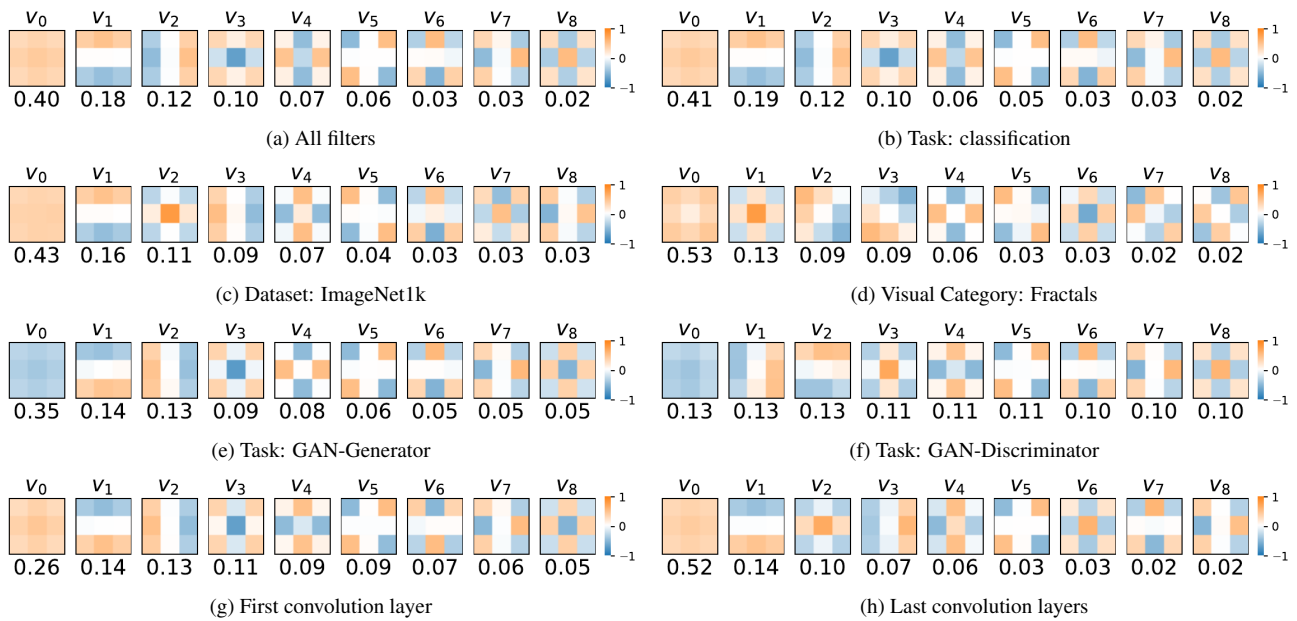 v0 v1 v2 v3 v4 v5 v6 v7 v8
1
0
−1
0.40 0.18 0.12 0.10 0.07 0.06 0.03 0.03 0.02
(a) All filters
v0 v1 v2 v3 v4 v5 v6 v7 v8
1
0
−1
0.41 0.19 0.12 0.10 0.06 0.05 0.03 0.03 0.02
(b) Task: classification
v0 v1 v2 v3 v4 v5 v6 v7 v8
1
0
−1
0.43 0.16 0.11 0.09 0.07 0.04 0.03 0.03 0.03
(c) Dataset: ImageNet1k
v0 v1 v2 v3 v4 v5 v6 v7 v8
1
0
−1
0.53 0.13 0.09 0.09 0.06 0.03 0.03 0.02 0.02
(d) Visual Category: Fractals
v0 v1 v2 v3 v4 v5 v6 v7 v8
1
0
−1
0.35 0.14 0.13 0.09 0.08 0.06 0.05 0.05 0.05
(e) Task: GAN-Generator
v0 v1 v2 v3 v4 v5 v6 v7 v8
1
0
−1
0.13 0.13 0.13 0.11 0.11 0.11 0.10 0.10 0.10
(f) Task: GAN-Discriminator
v0 v1 v2 v3 v4 v5 v6 v7 v8
1
0
−1
0.26 0.14 0.13 0.11 0.09 0.09 0.07 0.06 0.05
(g) First convolution layer
v0 v1 v2 v3 v4 v5 v6 v7 v8
1
0
−1
0.52 0.14 0.10 0.07 0.06 0.03 0.03 0.02 0.02
(h) Last convolution layers